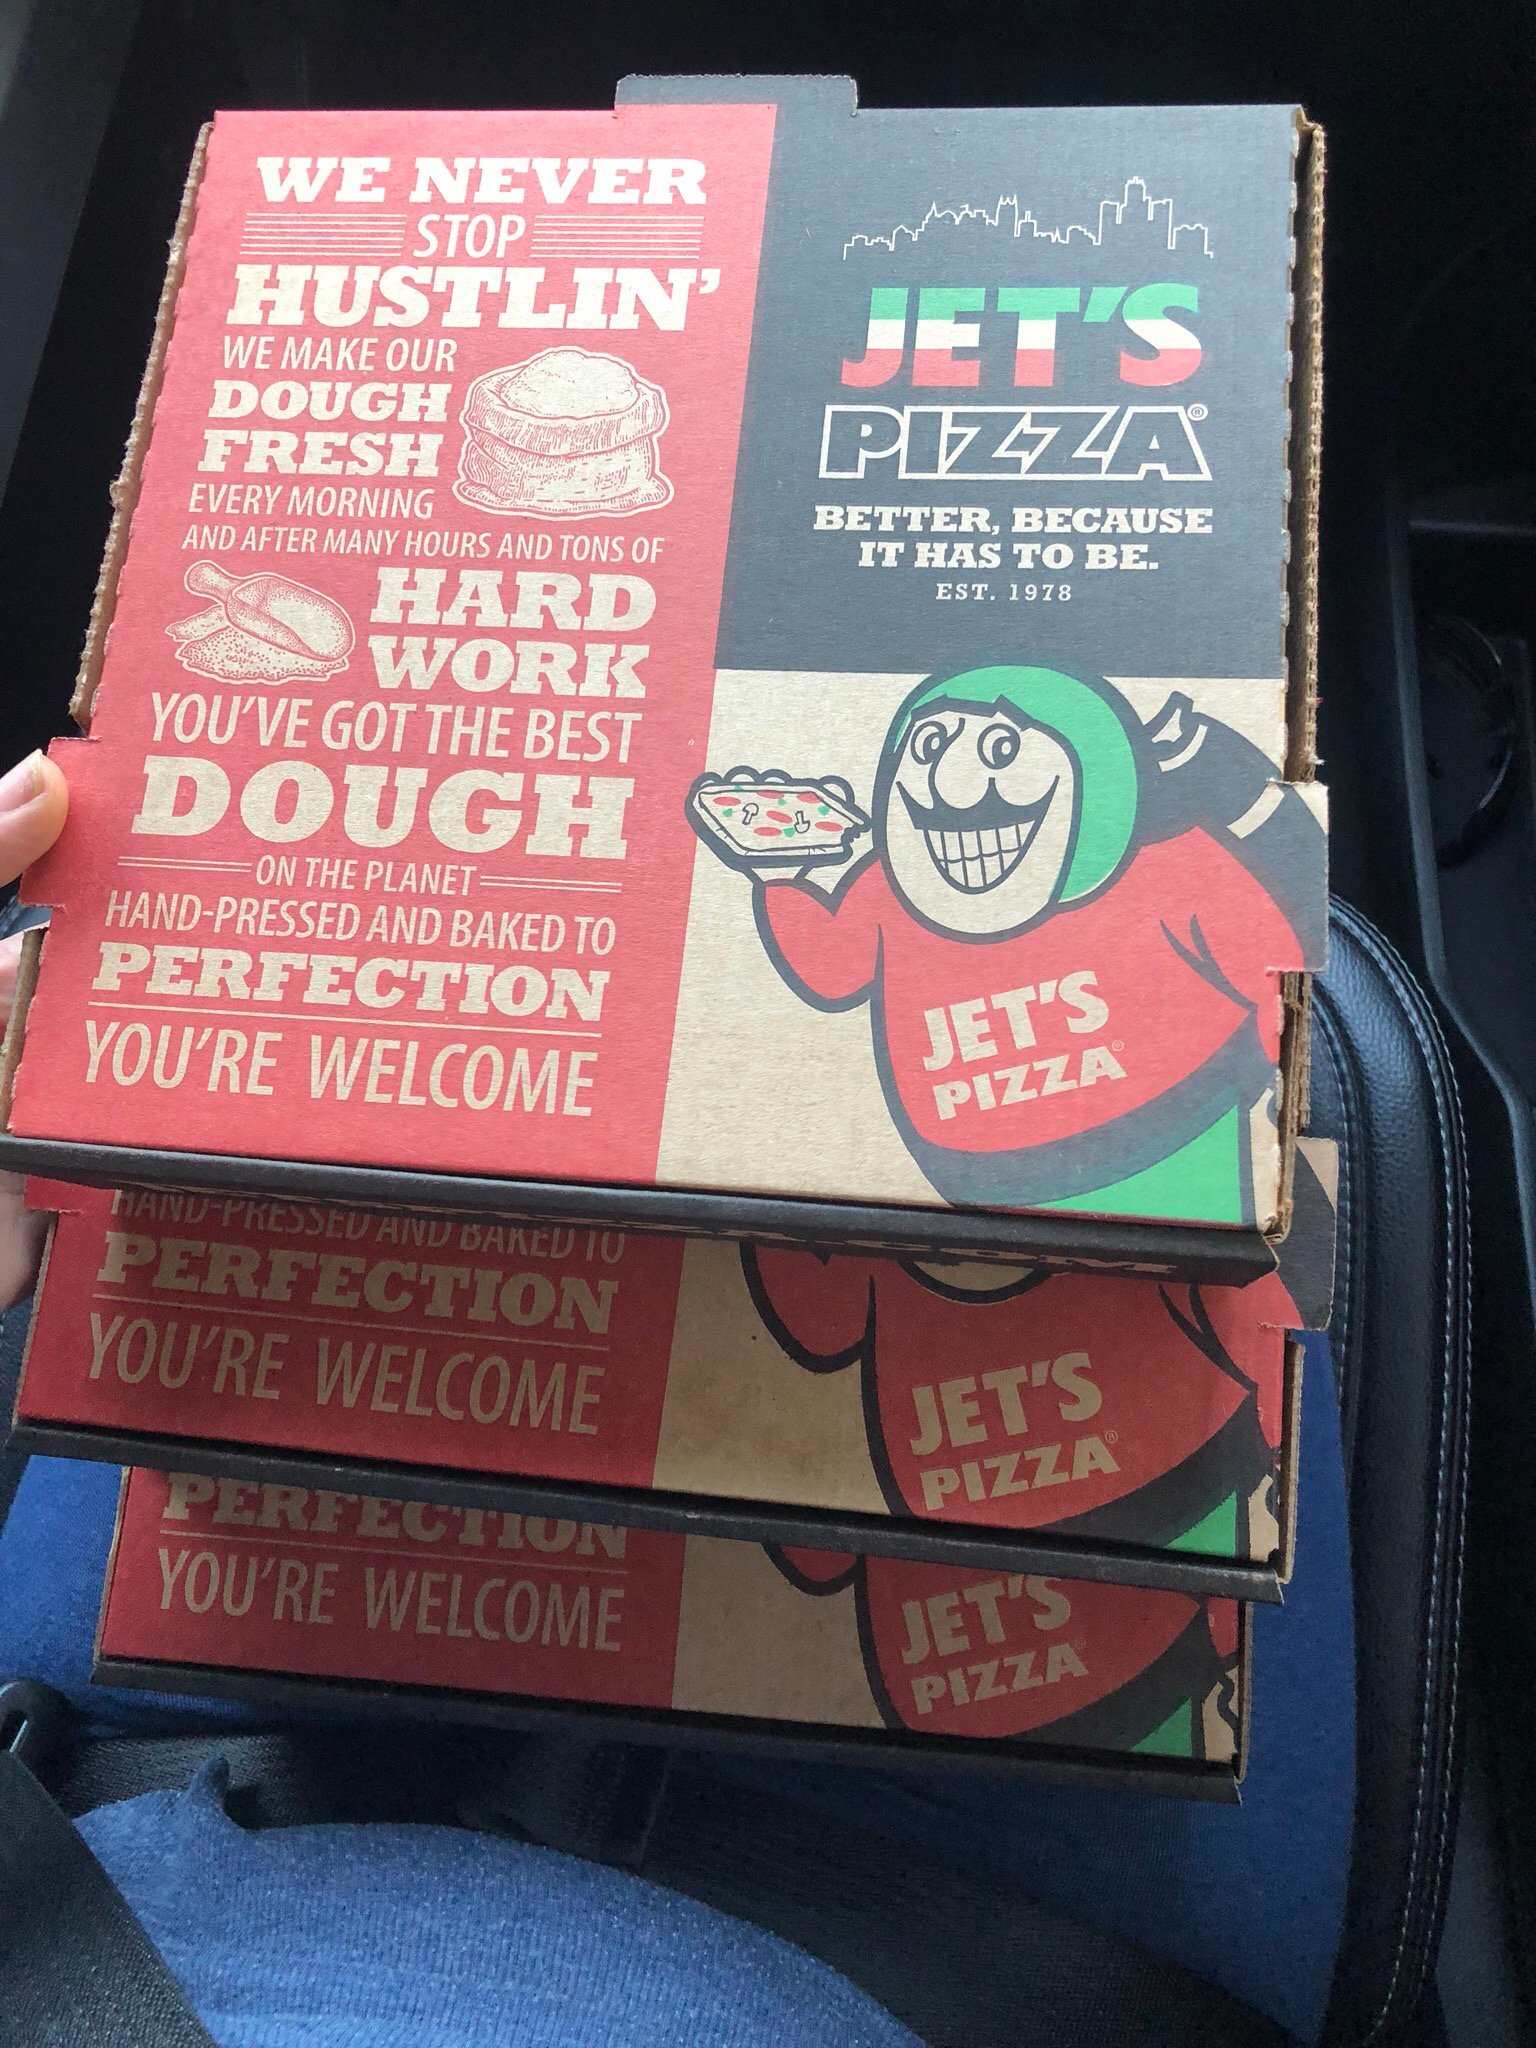 WE NEVER
STOP
HUSTLIN'
WE MAKE OUR
DOUGH
FRESH
EVERY MORNING
AND AFTER MANY HOURS AND TONS OF
HARD
WORK
YOU'VE GOT THE BEST
DOUGH
ON THE PLANET
HAND-PRESSED AND BAKED TO
PERFECTION
YOU'RE WELCOME
JET'S
PIZZA®
BETTER, BECAUSE
IT HAS TO BE.
EST. 1978
JET'S
PIZZA®
HAND-PRESSED AND BAKED TO
PERFECTION
YOU'RE WELCOME
JET'S
PIZZA®
PERFECTION
YOU'RE WELCOME
JET'S
PIZZA